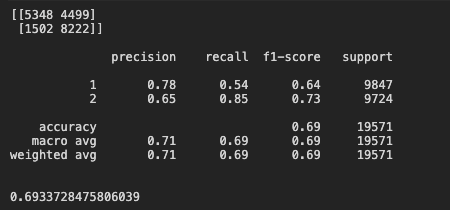 [[5348 4499]
[1502 8222]]
precision recall f1-score support
1 0.78 0.54 0.64 9847
2 0.65 0.85 0.73 9724
accuracy 0.69 19571
macro avg 0.71 0.69 0.69 19571
weighted avg 0.71 0.69 0.69 19571
0.6933728475806039